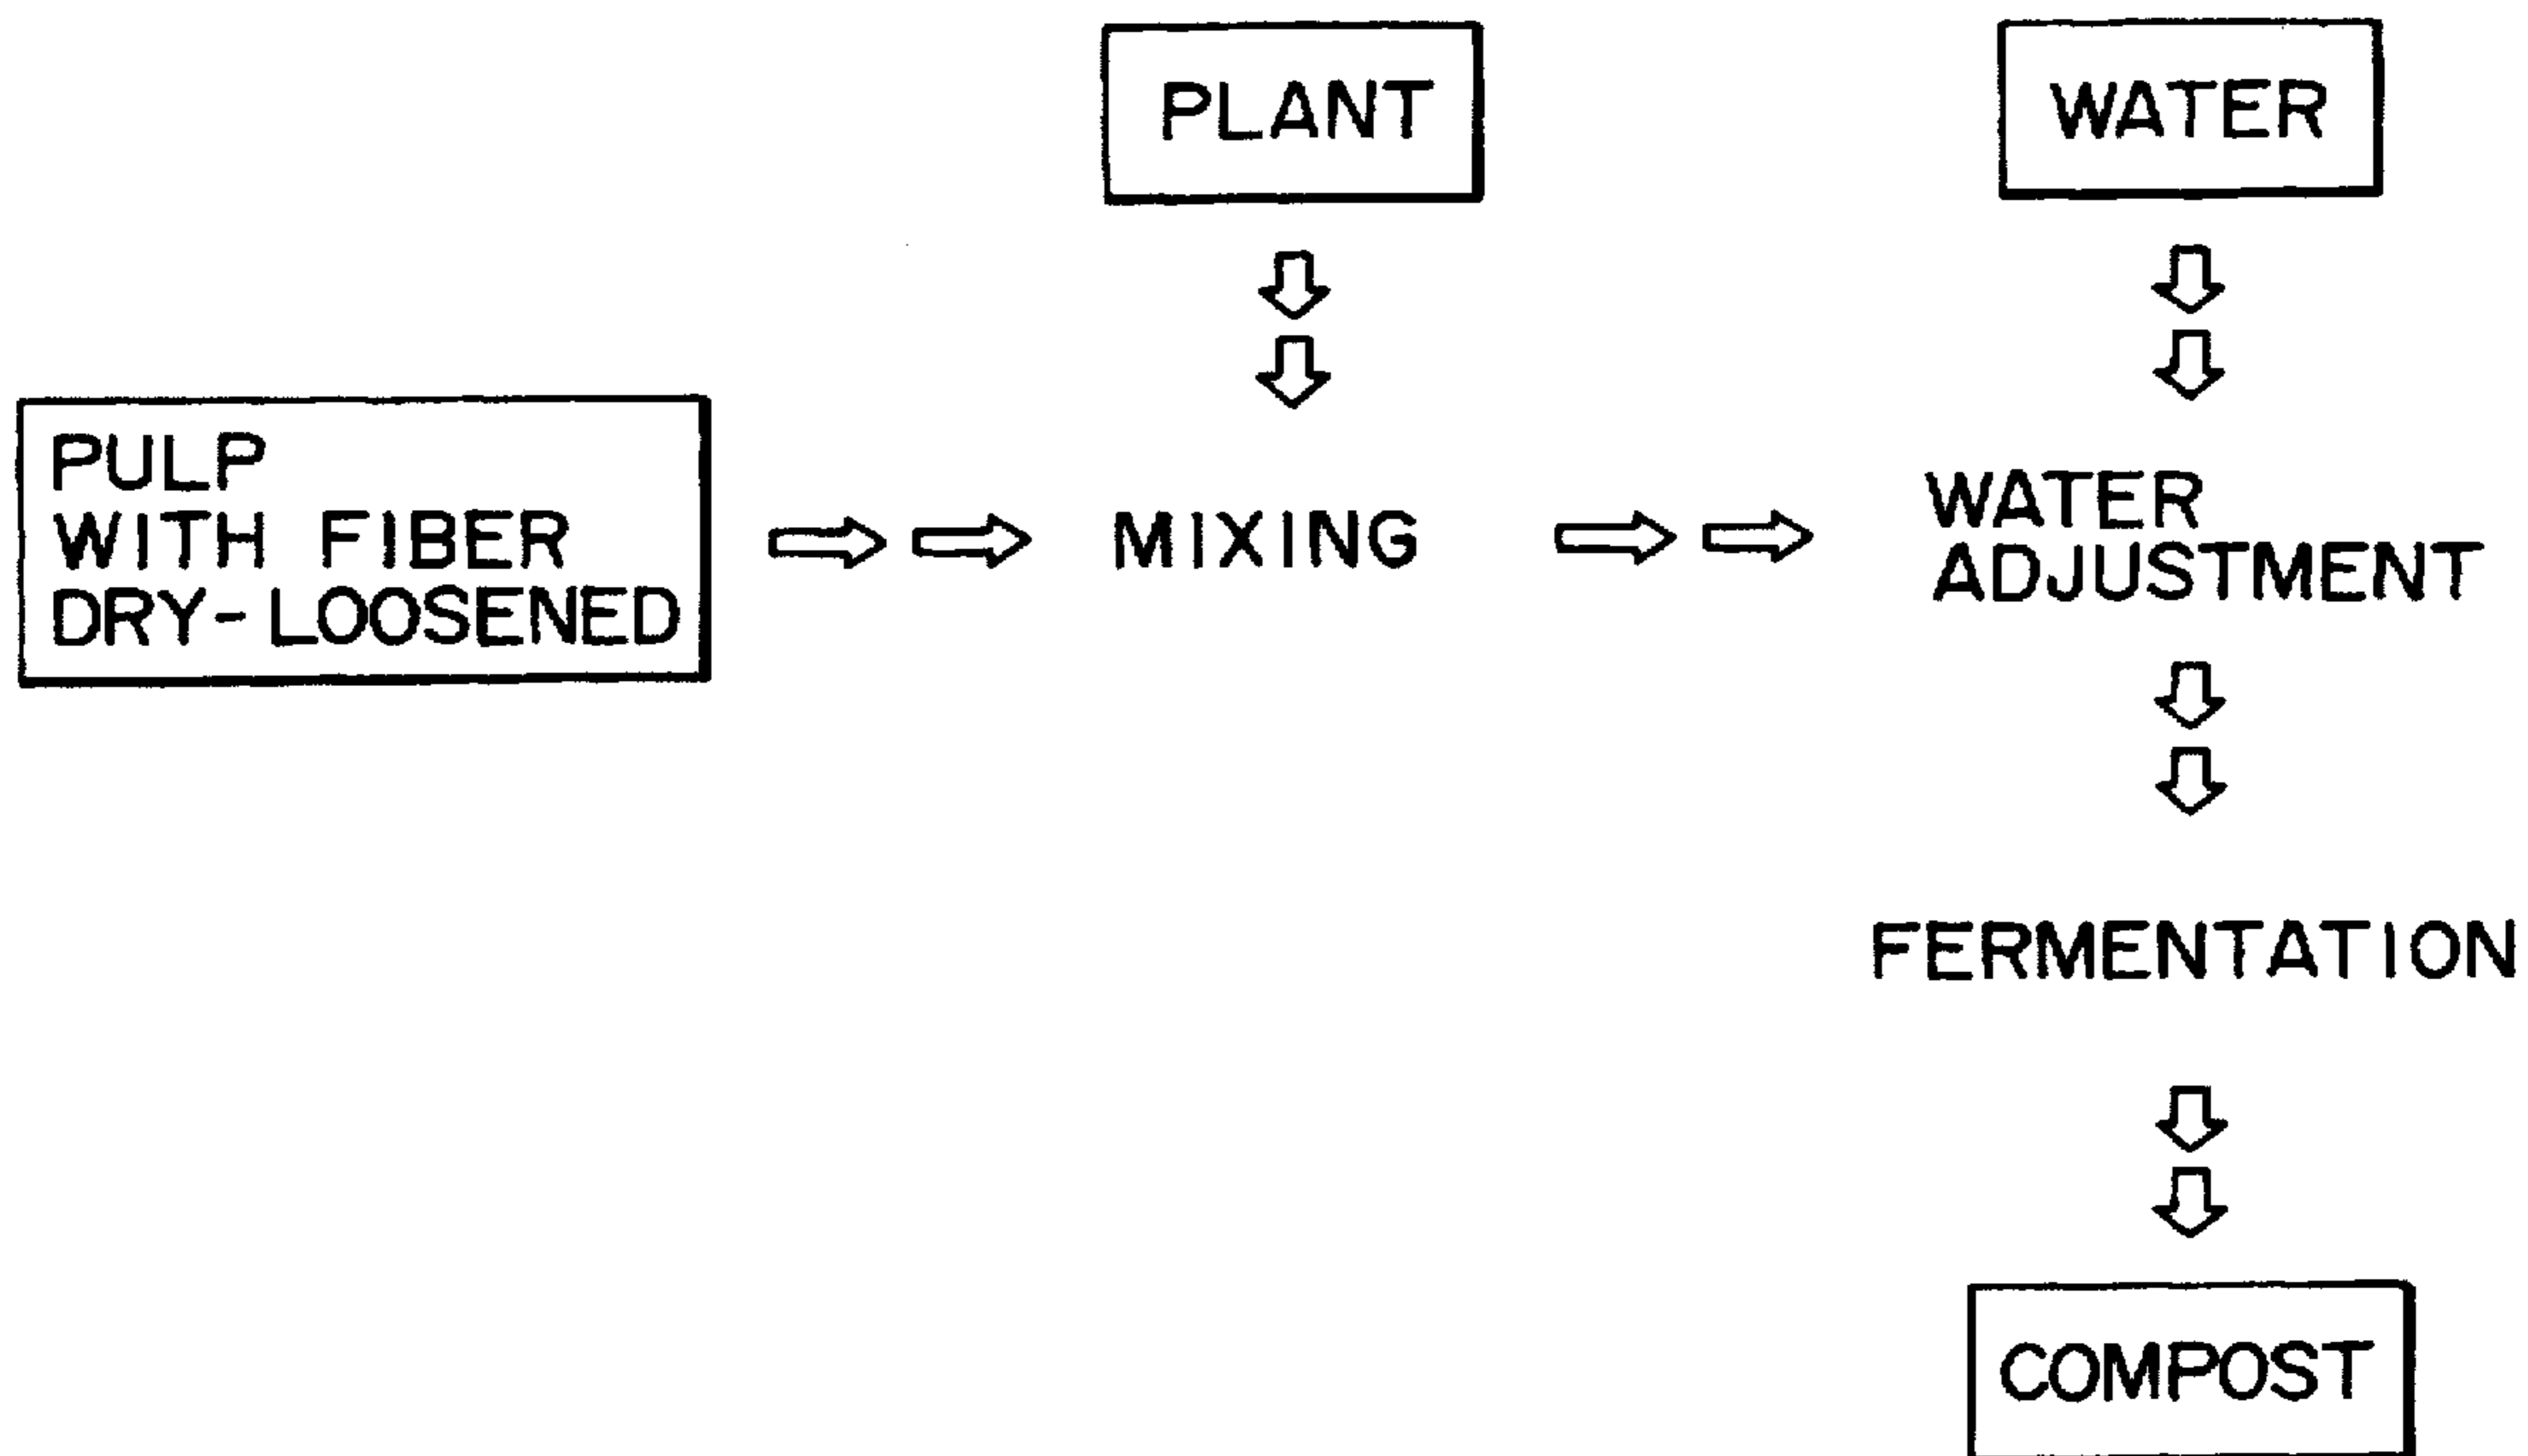 PLANT
WATER
PULP
WITH FIBER
DRY-LOOSENED
MIXING
WATER
ADJUSTMENT
FERMENTATION
COMPOST